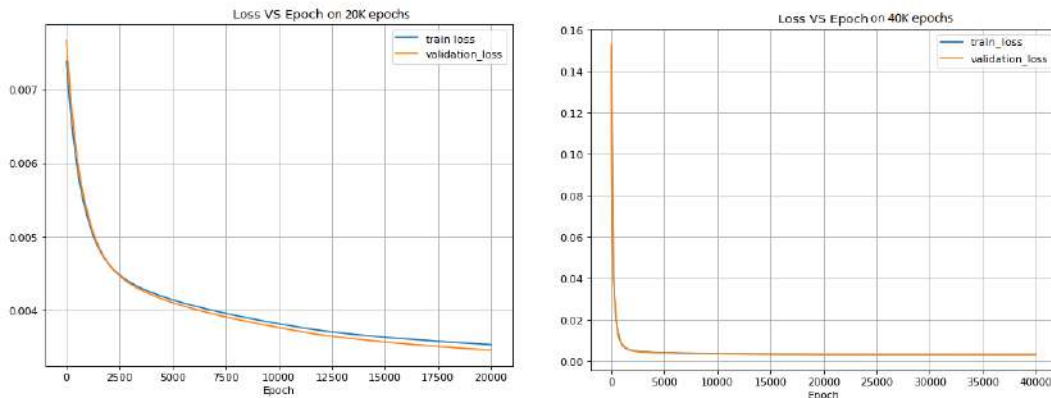 Loss VS Epoch on 20K epochs
train loss
validation_loss
0.007
0.006
0.005
0.004
0 2500 5000 7500 10000 12500 15000 17500 20000
Epoch
Loss VS Epoch on 40K epochs
train_loss
validation_loss
0.16
0.14
0.12
0.10
0.08
0.06
0.04
0.02
0.00
0 5000 10000 15000 20000 25000 30000 35000 40000
Epoch